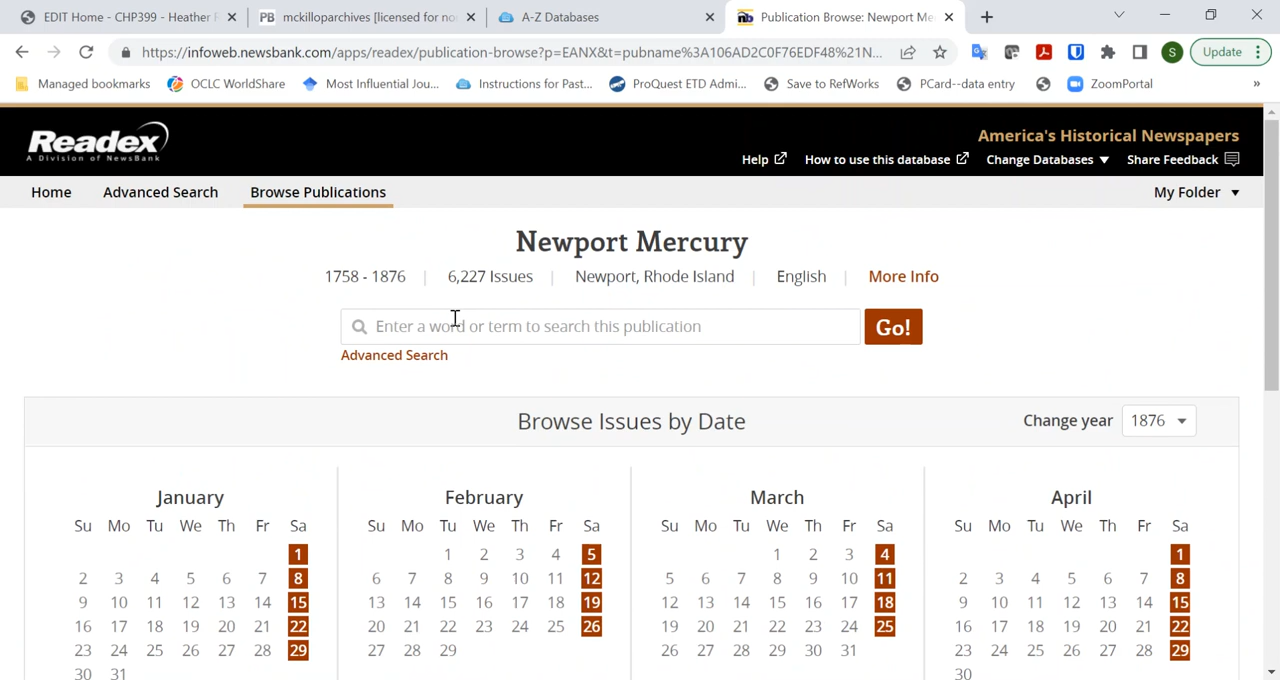 EDIT Home - CHP399 - Heather F
PB mckilloparchives [licensed for no
A-Z Databases
nb Publication Browse: Newport Me
https://infoweb.newsbank.com/apps/readex/publication-browse?p=EANX&t=pubname%3A106AD2C0F76EDF48%21N...
S
Update
Managed bookmarks
OCLC WorldShare
Most Influential Jou...
Instructions for Past...
ProQuest ETD Admi...
Save to RefWorks
PCard--data entry
ZoomPortal
»
Readex
A Division of NewsBank
America's Historical Newspapers
Help How to use this database Change Databases Share Feedback
Home Advanced Search Browse Publications My Folder
Newport Mercury
1758 - 1876 | 6,227 Issues | Newport, Rhode Island | English | More Info
Enter a word or term to search this publication Go!
Advanced Search
Browse Issues by Date
Change year 1876
January
Su Mo Tu We Th Fr Sa
1
2 3 4 5 6 7 8
9 10 11 12 13 14 15
16 17 18 19 20 21 22
23 24 25 26 27 28 29
30 31
February
Su Mo Tu We Th Fr Sa
1 2 3 4 5
6 7 8 9 10 11 12
13 14 15 16 17 18 19
20 21 22 23 24 25 26
27 28 29
March
Su Mo Tu We Th Fr Sa
1 2 3 4
5 6 7 8 9 10 11
12 13 14 15 16 17 18
19 20 21 22 23 24 25
26 27 28 29 30 31
April
Su Mo Tu We Th Fr Sa
1
2 3 4 5 6 7 8
9 10 11 12 13 14 15
16 17 18 19 20 21 22
23 24 25 26 27 28 29
30